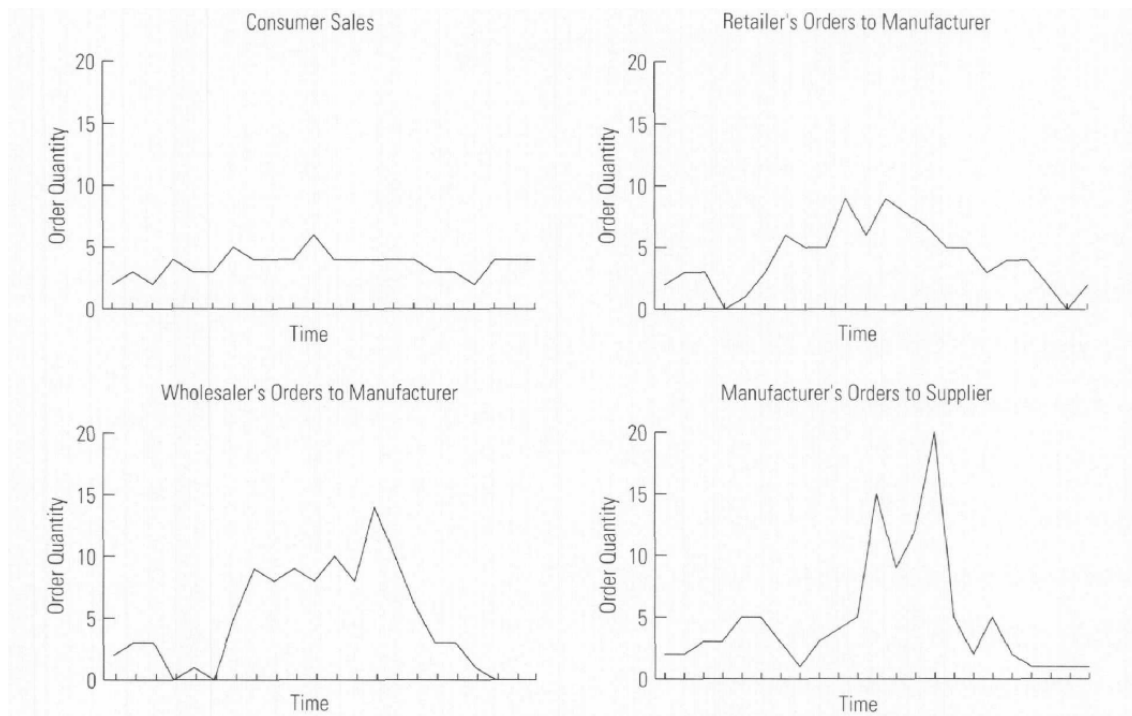 Consumer Sales
20
15
10
5
0
Order Quantity
Time
Retailer's Orders to Manufacturer
20
15
10
5
0
Order Quantity
Time
Wholesaler's Orders to Manufacturer
20
15
10
5
0
Order Quantity
Time
Manufacturer's Orders to Supplier
20
15
10
5
0
Order Quantity
Time